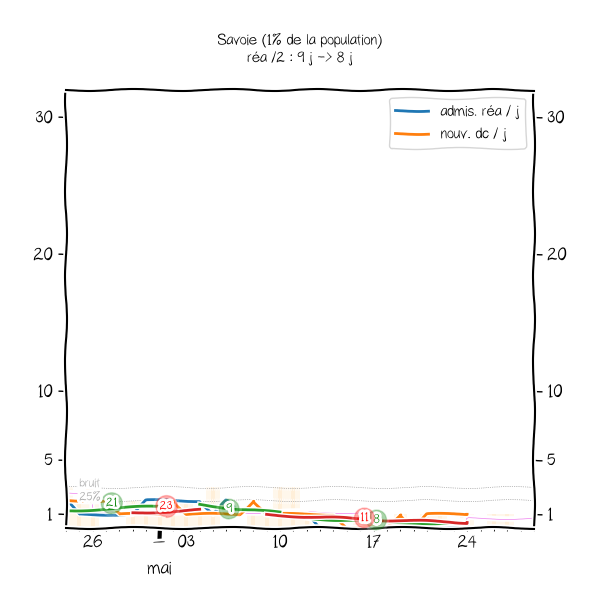 Savoie (1% de la population)
réa /2 : 9 j -> 8 j
admis. réa / j
nouv. dc / j
30 30
20 20
10 10
5 5
bruit
25%
21 23 9 11 8
1 1
26 03 10 17 24
mai